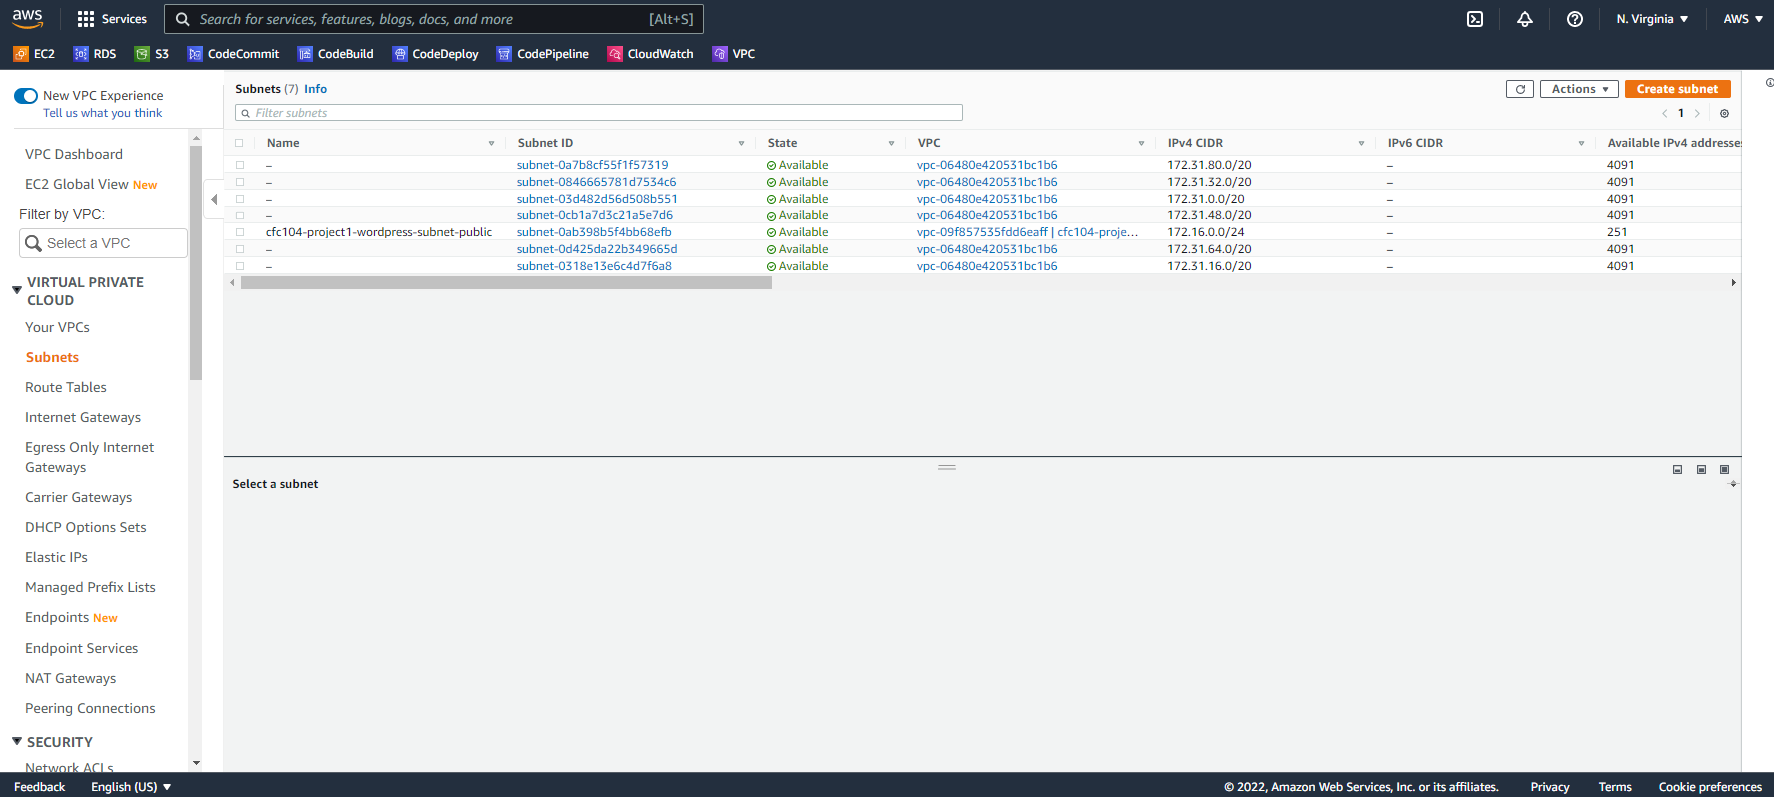 aws Services Search for services, features, blogs, docs, and more [Alt+S] N. Virginia ▼ AWS ▼
EC2 RDS S3 CodeCommit CodeBuild CodeDeploy CodePipeline CloudWatch VPC
New VPC Experience
Tell us what you think
VPC Dashboard
EC2 Global View New
Filter by VPC:
Select a VPC
VIRTUAL PRIVATE
CLOUD
Your VPCs
Subnets
Route Tables
Internet Gateways
Egress Only Internet
Gateways
Carrier Gateways
DHCP Options Sets
Elastic IPs
Managed Prefix Lists
Endpoints New
Endpoint Services
NAT Gateways
Peering Connections
SECURITY
Network ACLs
Subnets (7) Info Actions ▼ Create subnet
Filter subnets < 1 >
Name Subnet ID State VPC IPv4 CIDR IPv6 CIDR Available IPv4 addresses
– subnet-0a7b8cf55f1f57319 Available vpc-06480e420531bc1b6 172.31.80.0/20 – 4091
– subnet-0846665781d7534c6 Available vpc-06480e420531bc1b6 172.31.32.0/20 – 4091
– subnet-03d482d56d508b551 Available vpc-06480e420531bc1b6 172.31.0.0/20 – 4091
– subnet-0cb1a7d3c21a5e7d6 Available vpc-06480e420531bc1b6 172.31.48.0/20 – 4091
cfc104-project1-wordpress-subnet-public subnet-0ab398b5f4bb68efb Available vpc-09f857535fdd6eaff | cfc104-proje... 172.16.0.0/24 – 251
– subnet-0d425da22b349665d Available vpc-06480e420531bc1b6 172.31.64.0/20 – 4091
– subnet-0318e13e6c4d7f6a8 Available vpc-06480e420531bc1b6 172.31.16.0/20 – 4091
Select a subnet
Feedback English (US) ▼ © 2022, Amazon Web Services, Inc. or its affiliates. Privacy Terms Cookie preferences